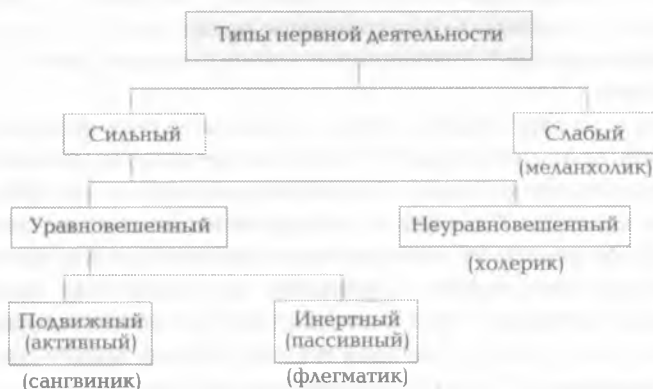 Типы нервной деятельности
Сильный
Слабый
(меланхолик)
Уравновешенный
Неуравновешенный
(холерик)
Подвижный
(активный)
Инертный
(пассивный)
(сангвиник)
(флегматик)